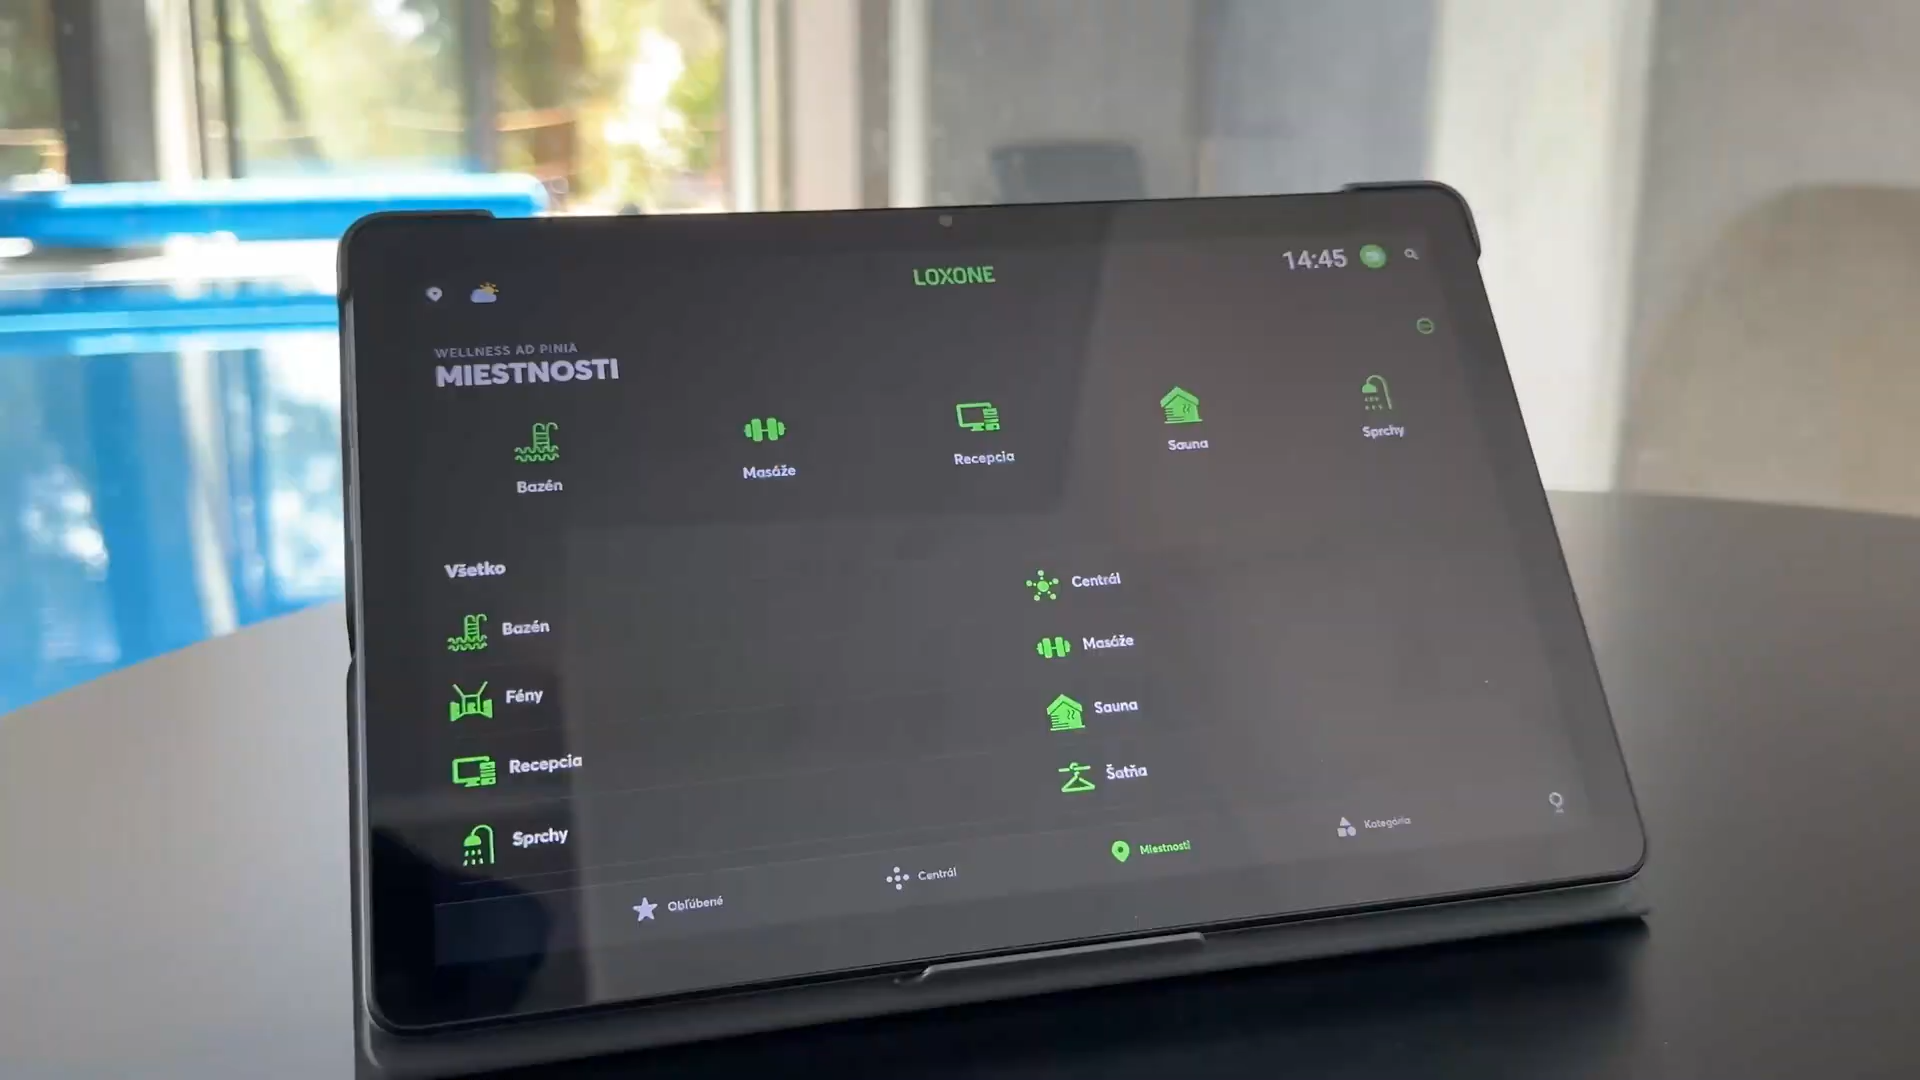 LOXONE
14:45
WELLNESS AD PINIA
MIESTNOSTI
Bazén
Masáže
Recepcia
Sauna
Sprchy
Všetko
Bazén
Fény
Recepcia
Sprchy
Centrál
Masáže
Sauna
Šatňa
Obľúbené
Centrál
Miestnosti
Kategória